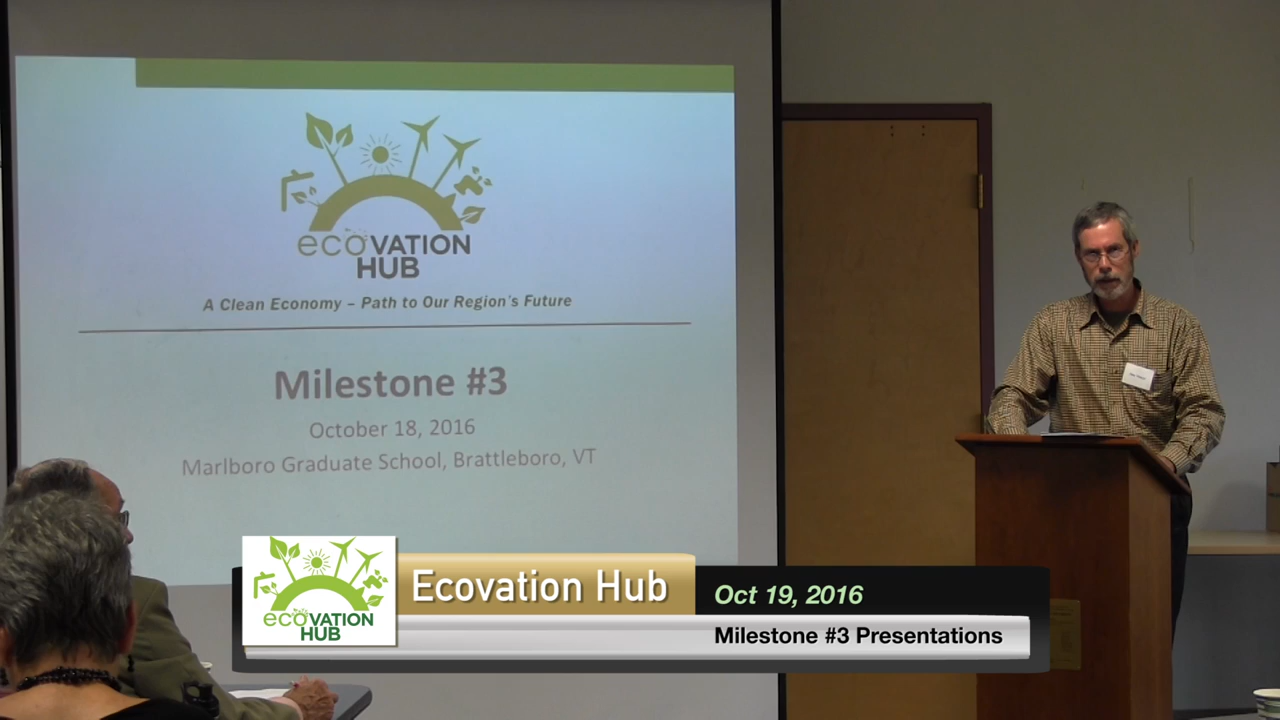 ecoVATION
HUB
A Clean Economy – Path to Our Region's Future
Milestone #3
October 18, 2016
Marlboro Graduate School, Brattleboro, VT
ecoVATION
HUB
Ecovation Hub
Oct 19, 2016
Milestone #3 Presentations